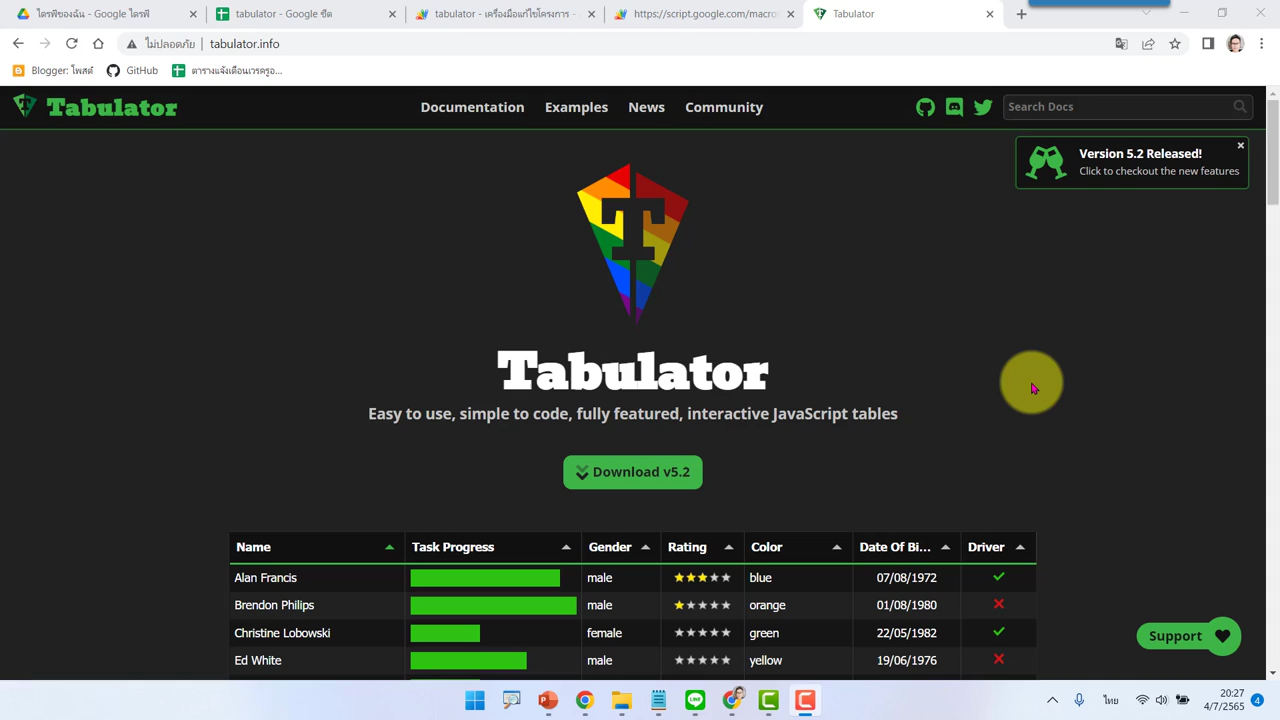 ไดรฟ์ของฉัน - Google ไดรฟ์
tabulator - Google ชีต
tabulator - เครื่องมือแก้ไขโครงการ -
https://script.google.com/macro
Tabulator
ไม่ปลอดภัย
tabulator.info
Blogger: โพสต์
GitHub
ตารางแจ้งเตือนเวรครูอ...
Tabulator
Documentation
Examples
News
Community
Search Docs
Version 5.2 Released!
Click to checkout the new features
T
Tabulator
Easy to use, simple to code, fully featured, interactive JavaScript tables
Download v5.2
Name Task Progress Gender Rating Color Date Of Bi... Driver
Alan Francis male blue 07/08/1972
Brendon Philips male orange 01/08/1980
Christine Lobowski female green 22/05/1982
Ed White male yellow 19/06/1976
Support
ไทย
20:27
4/7/2565
4